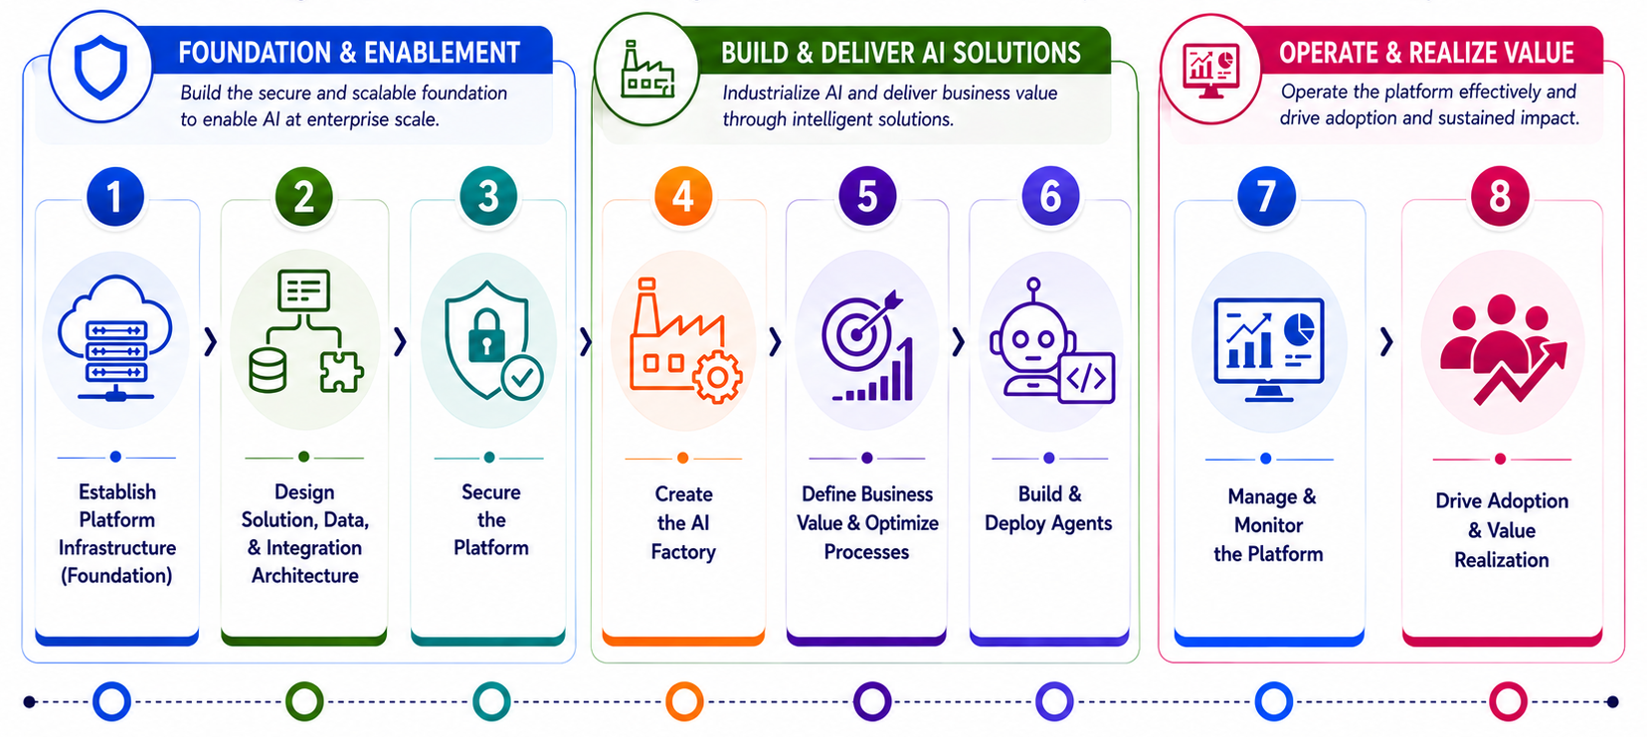 FOUNDATION & ENABLEMENT
Build the secure and scalable foundation
to enable AI at enterprise scale.
1
Establish
Platform
Infrastructure
(Foundation)
2
Design
Solution, Data,
& Integration
Architecture
3
Secure
the
Platform
BUILD & DELIVER AI SOLUTIONS
Industrialize AI and deliver business value
through intelligent solutions.
4
Create
the AI
Factory
5
Define Business
Value & Optimize
Processes
6
</>
Build &
Deploy Agents
OPERATE & REALIZE VALUE
Operate the platform effectively and
drive adoption and sustained impact.
7
Manage &
Monitor
the Platform
8
Drive Adoption
& Value
Realization